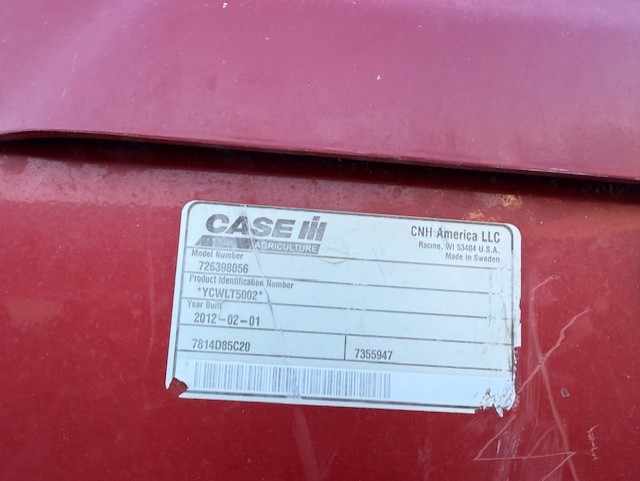 CASE IH
AGRICULTURE
CNH America LLC
Racine, WI 53404 U.S.A.
Made in Sweden
Model Number
726398056
Product Identification Number
*YCWLT5002*
Year Built
2012-02-01
7814D85C20
7355947